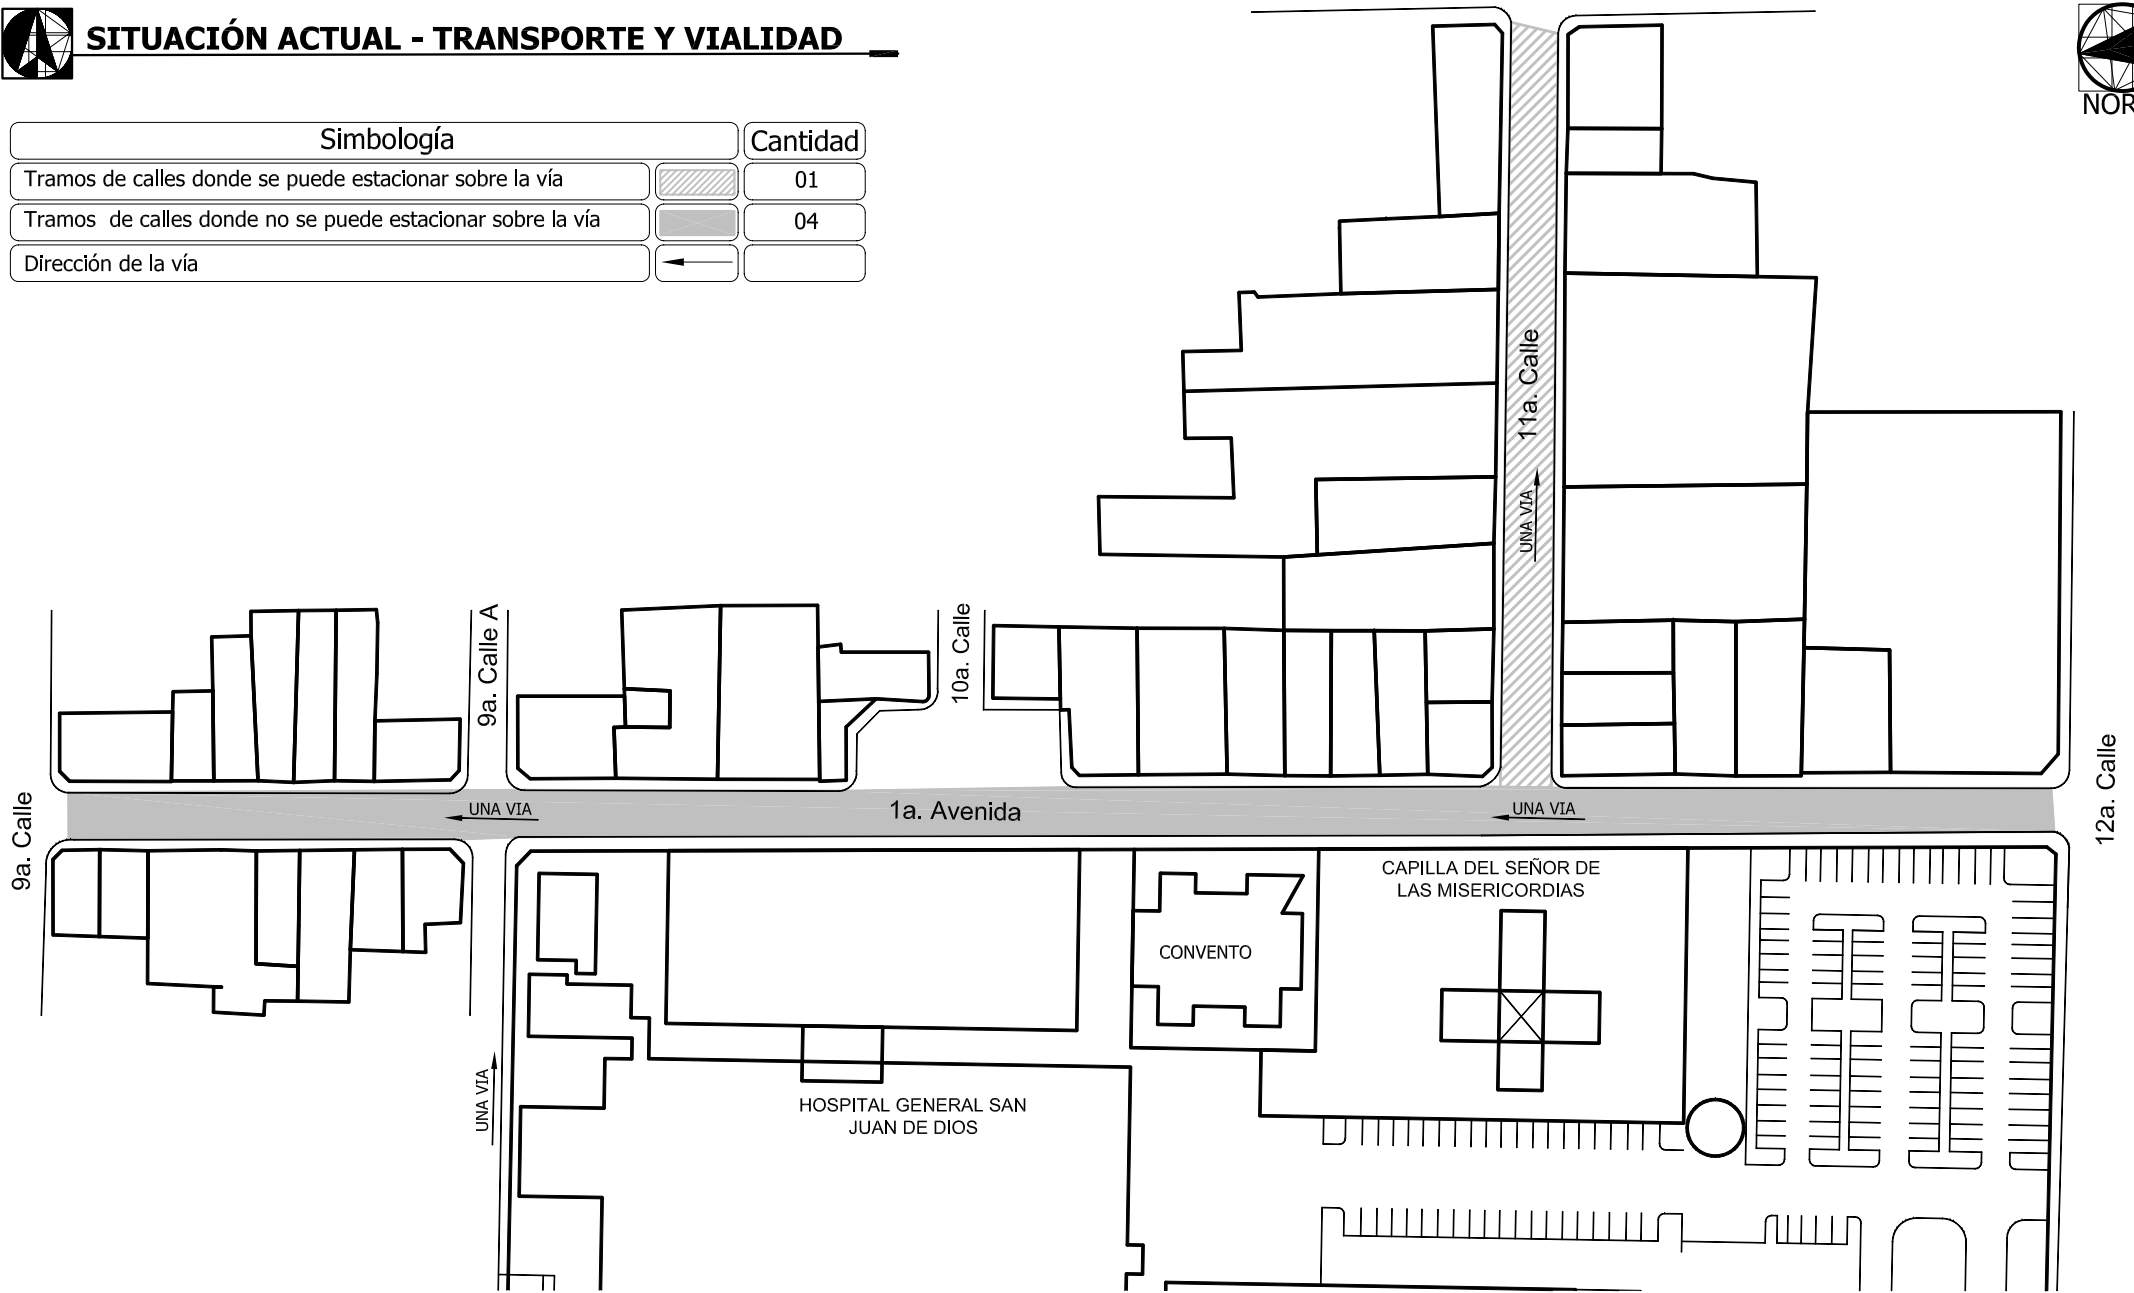 SITUACIÓN ACTUAL - TRANSPORTE Y VIALIDAD
NOR
Simbología
Cantidad
Tramos de calles donde se puede estacionar sobre la vía
01
Tramos de calles donde no se puede estacionar sobre la vía
04
Dirección de la vía
11a. Calle
UNA VIA
9a. Calle A
10a. Calle
9a. Calle
UNA VIA
1a. Avenida
UNA VIA
12a. Calle
CAPILLA DEL SEÑOR DE
LAS MISERICORDIAS
CONVENTO
UNA VIA
HOSPITAL GENERAL SAN
JUAN DE DIOS